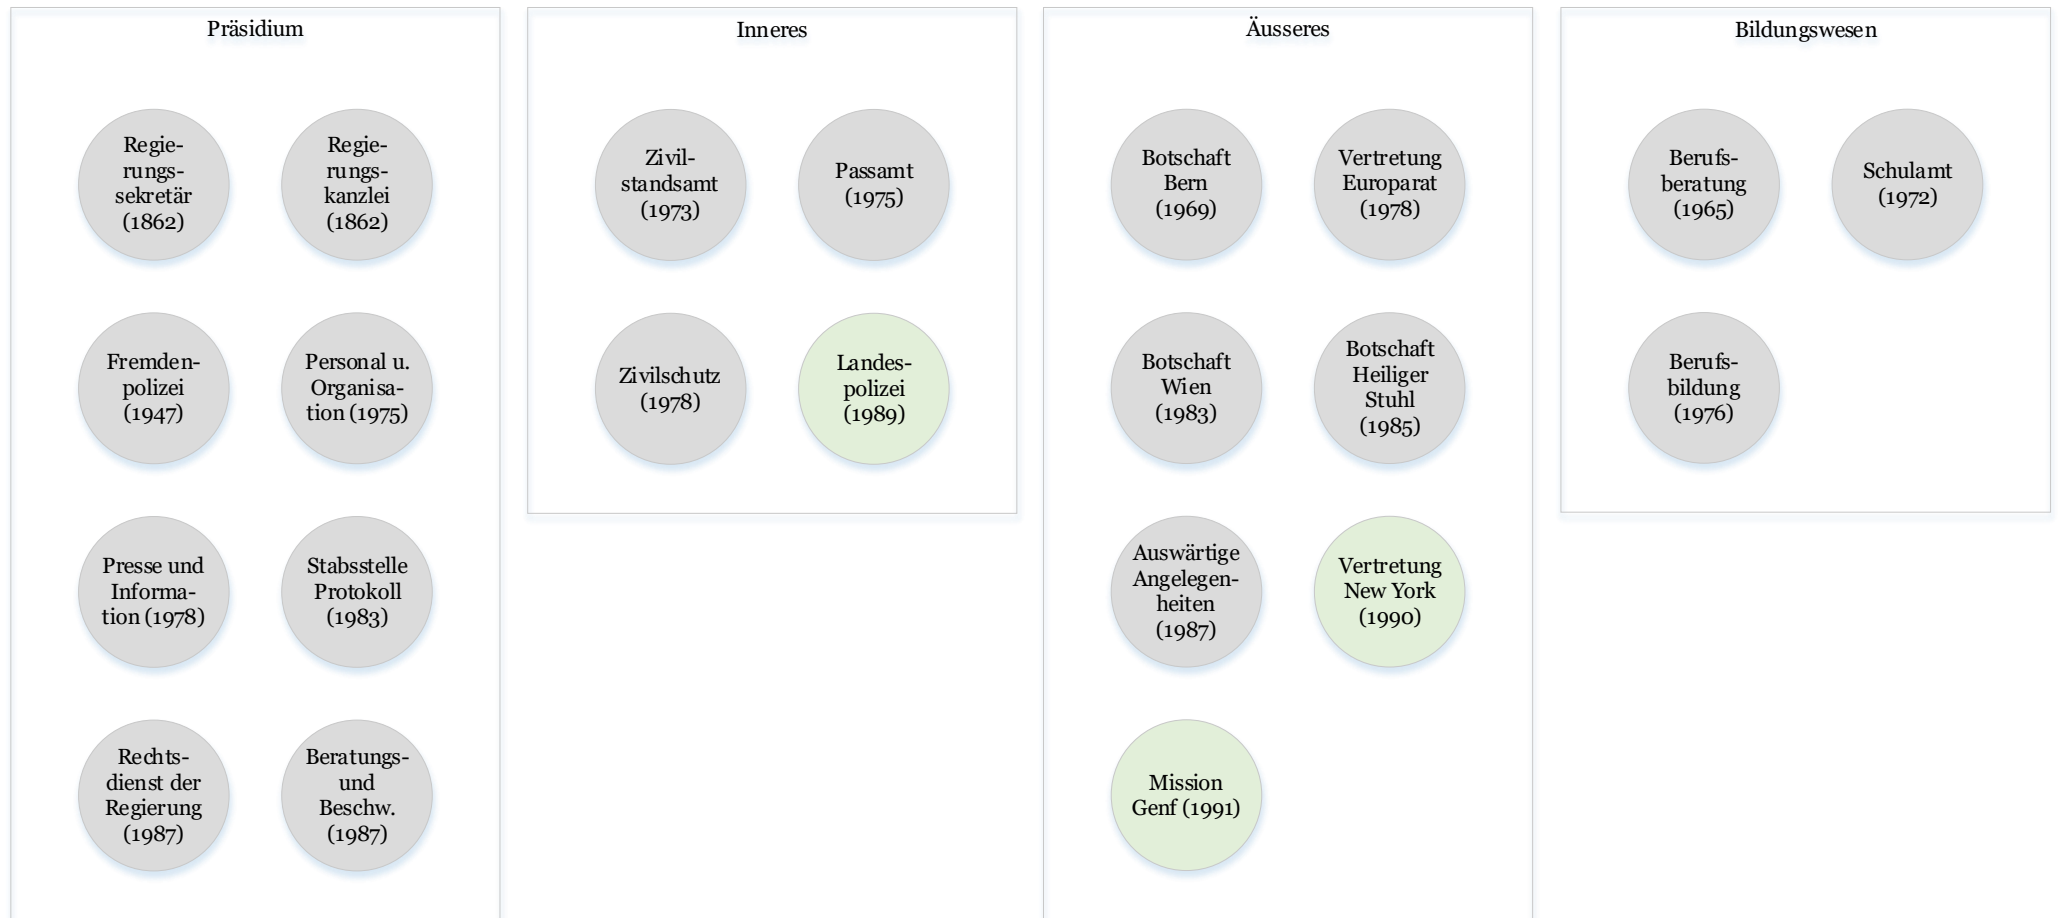 Präsidium
Regie-
rungs-
sekretär
(1862)
Regie-
rungs-
kanzlei
(1862)
Fremden-
polizei
(1947)
Personal u.
Organisa-
tion (1975)
Presse und
Informa-
tion (1978)
Stabsstelle
Protokoll
(1983)
Rechts-
dienst der
Regierung
(1987)
Beratungs-
und
Beschw.
(1987)
Inneres
Zivil-
standsamt
(1973)
Passamt
(1975)
Zivilschutz
(1978)
Landes-
polizei
(1989)
Äusseres
Botschaft
Bern
(1969)
Vertretung
Europarat
(1978)
Botschaft
Wien
(1983)
Botschaft
Heiliger
Stuhl
(1985)
Auswärtige
Angelegen-
heiten
(1987)
Vertretung
New York
(1990)
Mission
Genf (1991)
Bildungswesen
Berufs-
beratung
(1965)
Schulamt
(1972)
Berufs-
bildung
(1976)